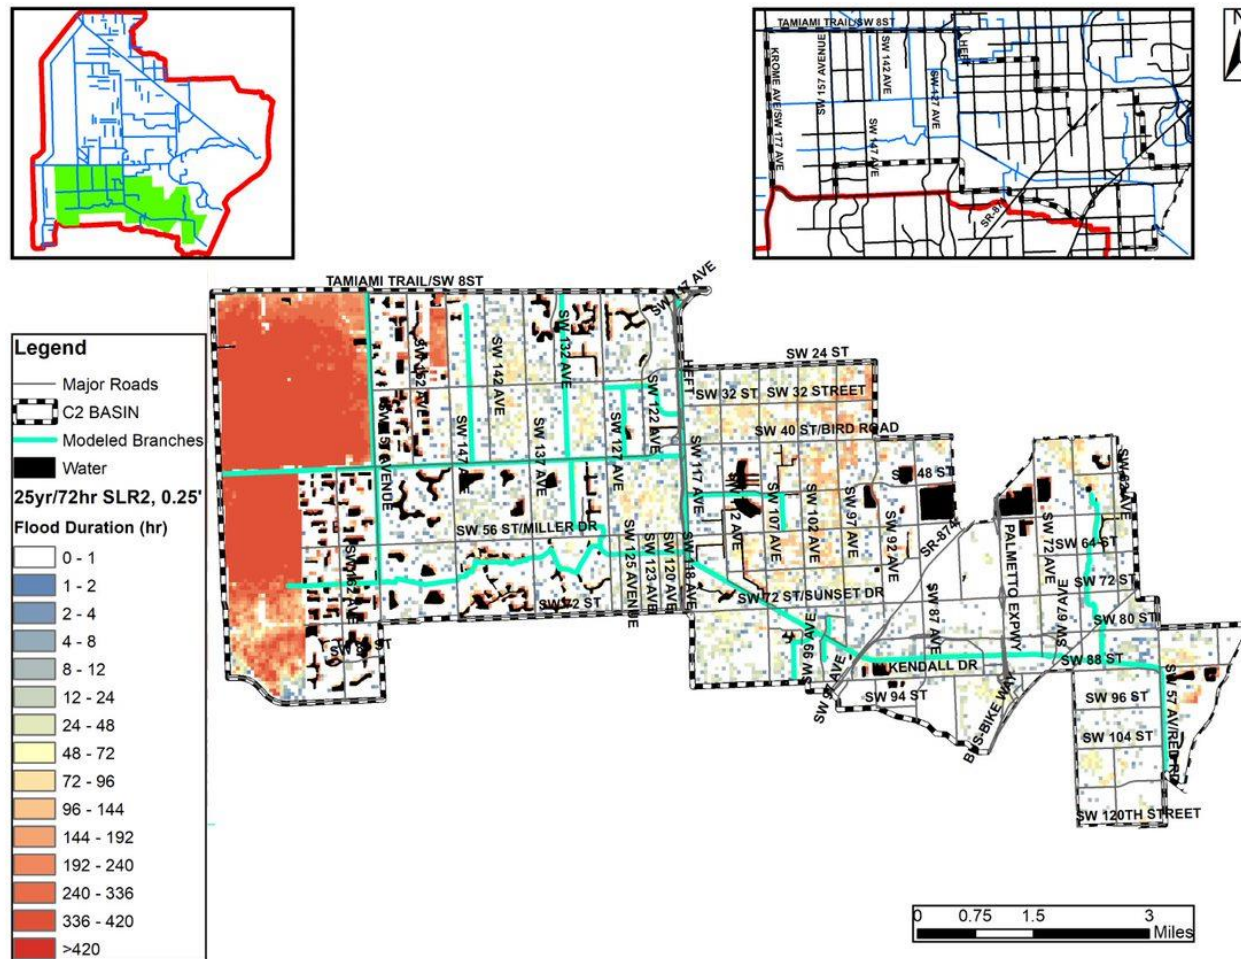 TAMIAMI TRAIL/SW 8ST
HEFT
KROME AVE/SW 177 AVE
SW 157 AVENUE
SW 142 AVE
SW 127 AVE
SW 147 AVE
SR-87
N
TAMIAMI TRAIL/SW 8ST
SW 137 AVE
SW 24 ST
SW 152 AVE
SW 142 AVE
SW 132 AVE
HEFT
SW 122 AVE
SW 32 ST
SW 32 STREET
SW 40 ST/BIRD ROAD
AVENUE
SW 147 AVE
SW 137 AVE
SW 127 AVE
SW 117 AVE
48 ST
SW 107 AVE
SW 102 AVE
SW 97 AVE
SW 92 AVE
SR-874
PALMETTO EXPWY
SW 72 AVE
SW 64 ST
SW 56 ST/MILLER DR
SW 162 AVE
SW 125 AVENUE
SW 123 AVE
SW 120 AVE
SW 118 AVE
SW 72 ST
SW 72 ST/SUNSET DR
SW 87 AVE
SW 67 AVE
SW 72 ST
SW 80 ST
SW 99 AVE
SW 97 AVE
KENDALL DR
SW 88 ST
SW 94 ST
BUS-BIKE WAY
SW 96 ST
SW 57 AV/RED RD
SW 104 ST
SW 120TH STREET
Legend
Major Roads
C2 BASIN
Modeled Branches
Water
25yr/72hr SLR2, 0.25'
Flood Duration (hr)
0 - 1
1 - 2
2 - 4
4 - 8
8 - 12
12 - 24
24 - 48
48 - 72
72 - 96
96 - 144
144 - 192
192 - 240
240 - 336
336 - 420
>420
0 0.75 1.5 3
Miles